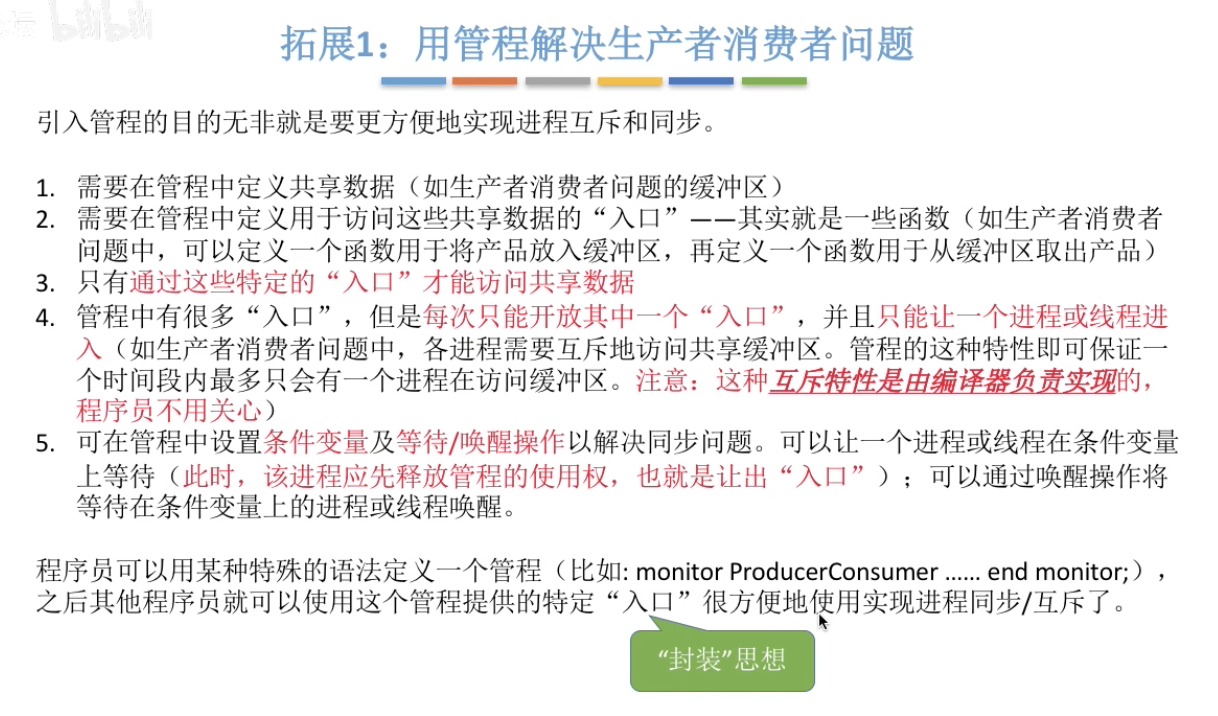 bilibili
拓展1：用管程解决生产者消费者问题
引入管程的目的无非就是要更方便地实现进程互斥和同步。
1. 需要在管程中定义共享数据（如生产者消费者问题的缓冲区）
2. 需要在管程中定义用于访问这些共享数据的“入口”——其实就是一些函数（如生产者消费者
问题中，可以定义一个函数用于将产品放入缓冲区，再定义一个函数用于从缓冲区取出产品）
3. 只有通过这些特定的“入口”才能访问共享数据
4. 管程中有很多“入口”，但是每次只能开放其中一个“入口”，并且只能让一个进程或线程进
入（如生产者消费者问题中，各进程需要互斥地访问共享缓冲区。管程的这种特性即可保证一
个时间段内最多只会有一个进程在访问缓冲区。注意：这种互斥特性是由编译器负责实现的，
程序员不用关心）
5. 可在管程中设置条件变量及等待/唤醒操作以解决同步问题。可以让一个进程或线程在条件变量
上等待（此时，该进程应先释放管程的使用权，也就是让出“入口”）；可以通过唤醒操作将
等待在条件变量上的进程或线程唤醒。
程序员可以用某种特殊的语法定义一个管程（比如: monitor ProducerConsumer …… end monitor;），
之后其他程序员就可以使用这个管程提供的特定“入口”很方便地使用实现进程同步/互斥了。
“封装”思想